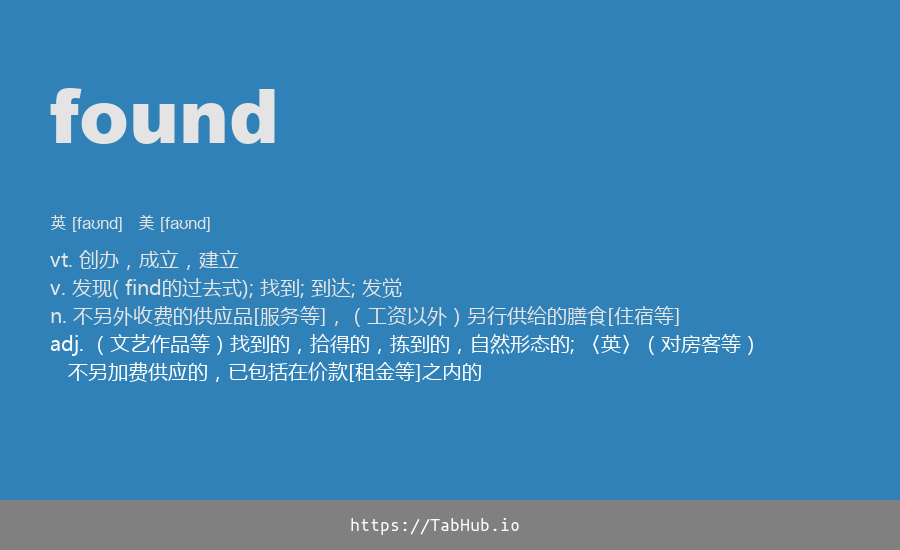 found
英 [faʊnd] 美 [faʊnd]
vt. 创办，成立，建立
v. 发现( find的过去式); 找到; 到达; 发觉
n. 不另外收费的供应品[服务等]，（工资以外）另行供给的膳食[住宿等]
adj. （文艺作品等）找到的，拾得的，拣到的，自然形态的; 〈英〉（对房客等）
不另加费供应的，已包括在价款[租金等]之内的
https://TabHub.io